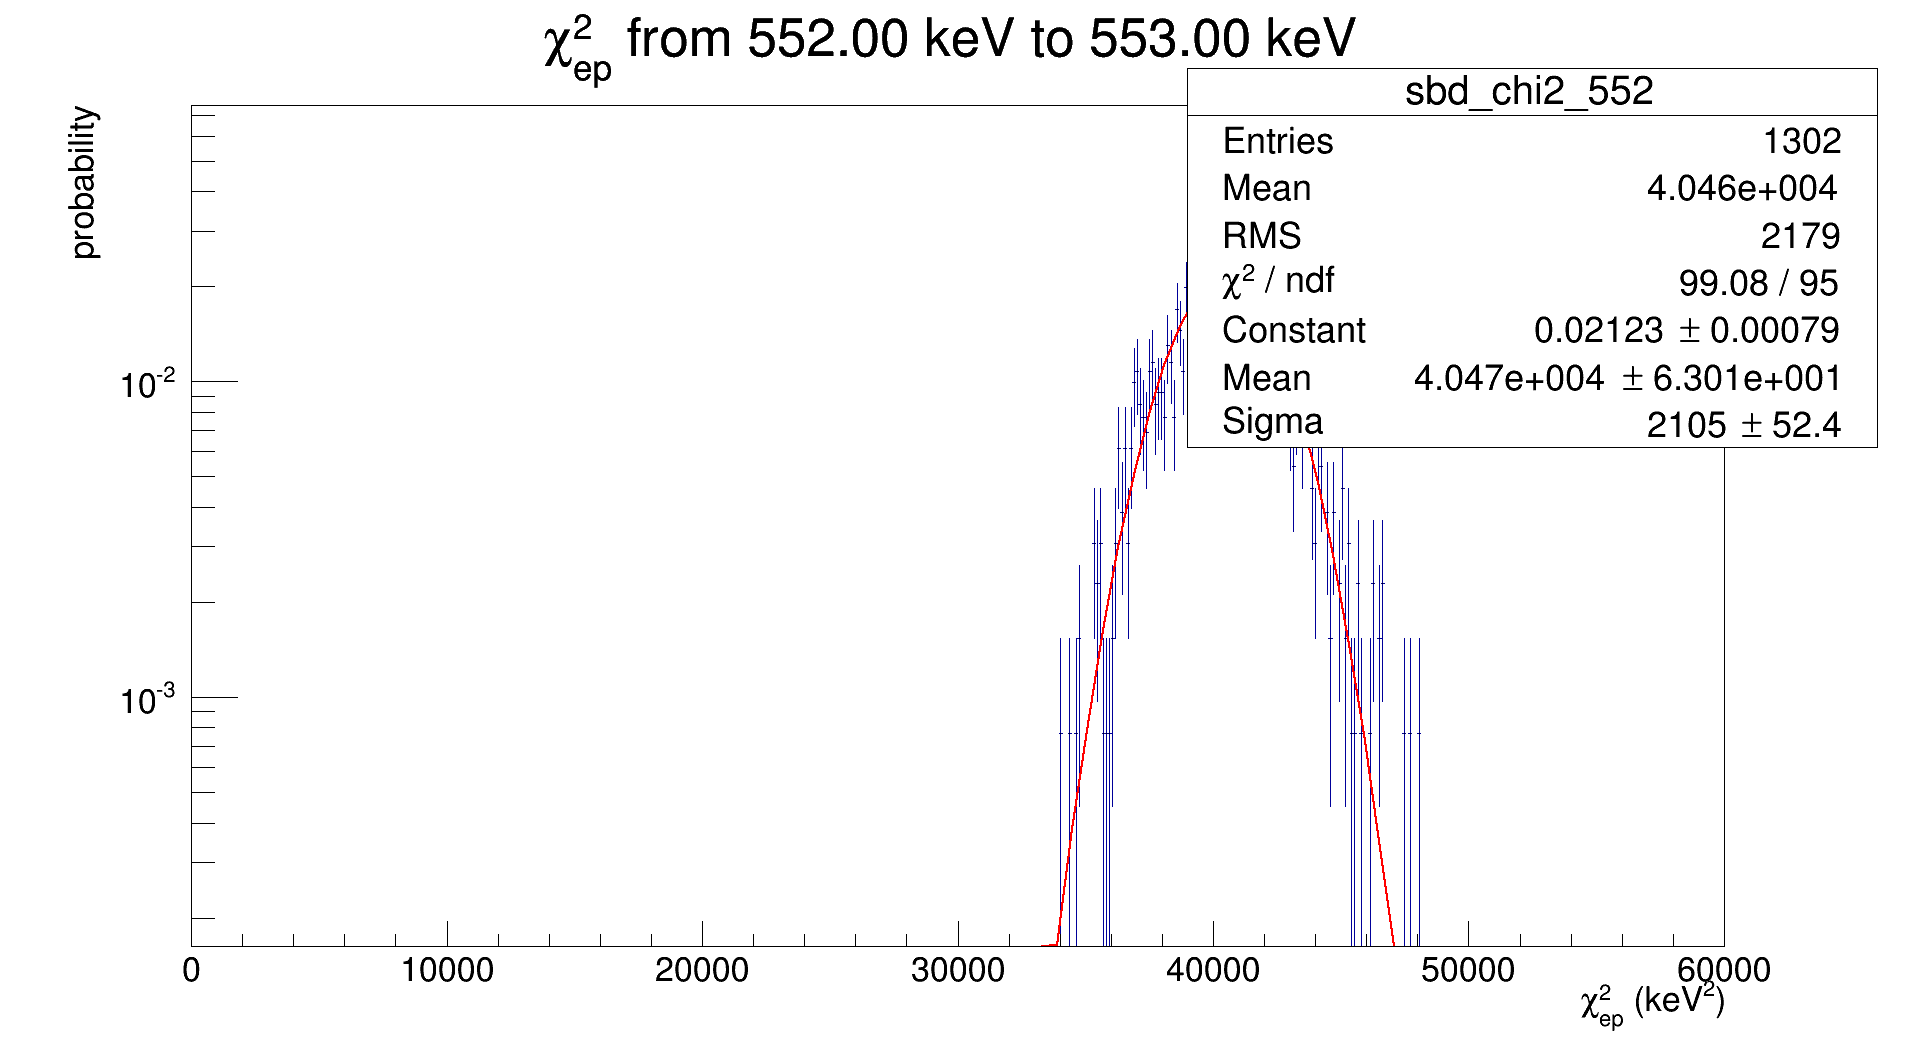 χ²ep from 552.00 keV to 553.00 keV
sbd_chi2_552
Entries 1302
Mean 4.046e+004
RMS 2179
χ² / ndf 99.08 / 95
Constant 0.02123 ± 0.00079
Mean 4.047e+004 ± 6.301e+001
Sigma 2105 ± 52.4
probability
10⁻²
10⁻³
0 10000 20000 30000 40000 50000 60000
χ²ep (keV²)